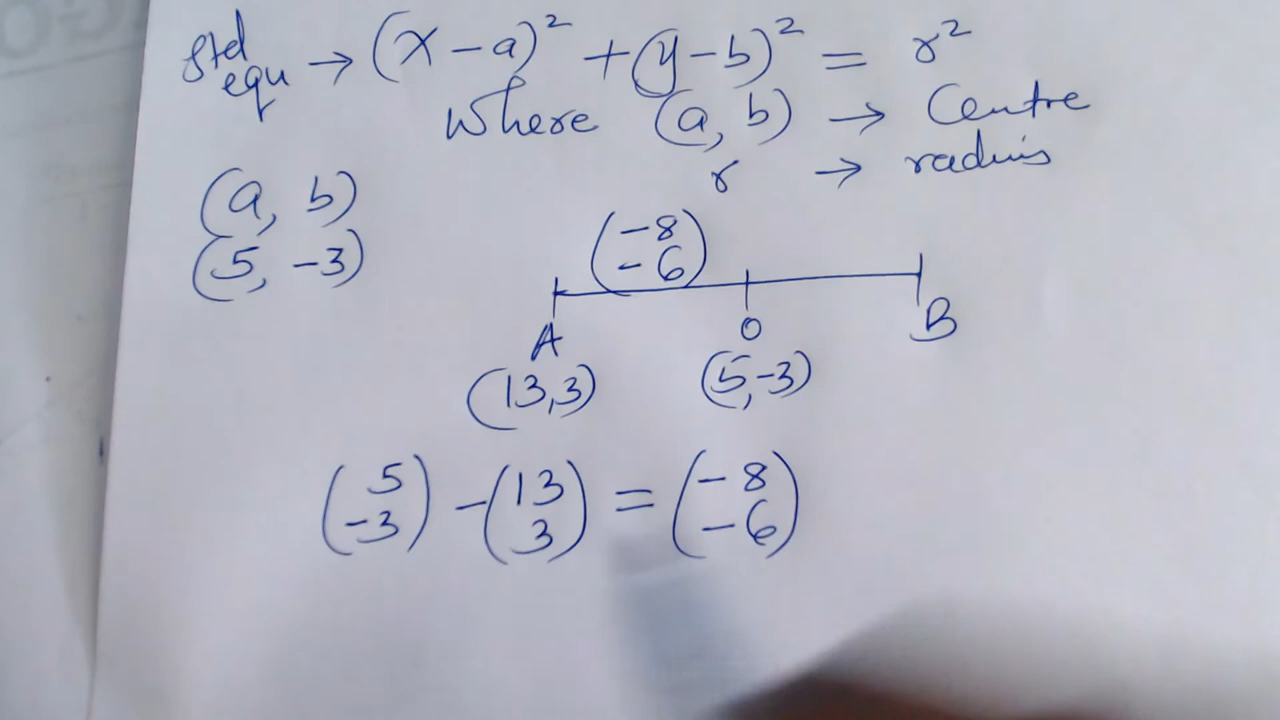 Std equ → (x-a)² + (y-b)² = r²
Where (a, b) → Centre
r → radius
(a, b)
(5, -3)
(-8
-6)
A O B
(13,3) (5,-3)
(5
-3) - (13
3) = (-8
-6)